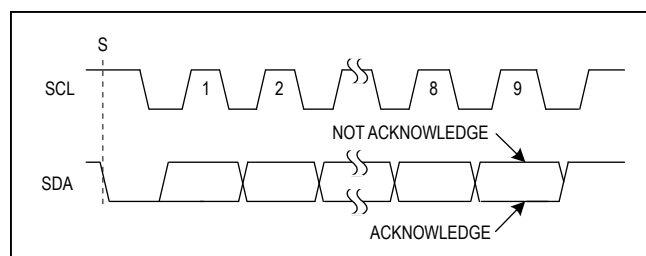 S
SCL
1 2 8 9
NOT ACKNOWLEDGE
SDA
ACKNOWLEDGE